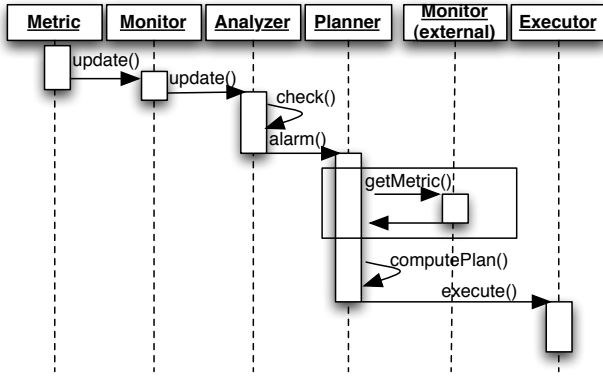 Metric
Monitor
Analyzer
Planner
Monitor
(external)
Executor
update()
update()
check()
alarm()
getMetric()
computePlan()
execute()